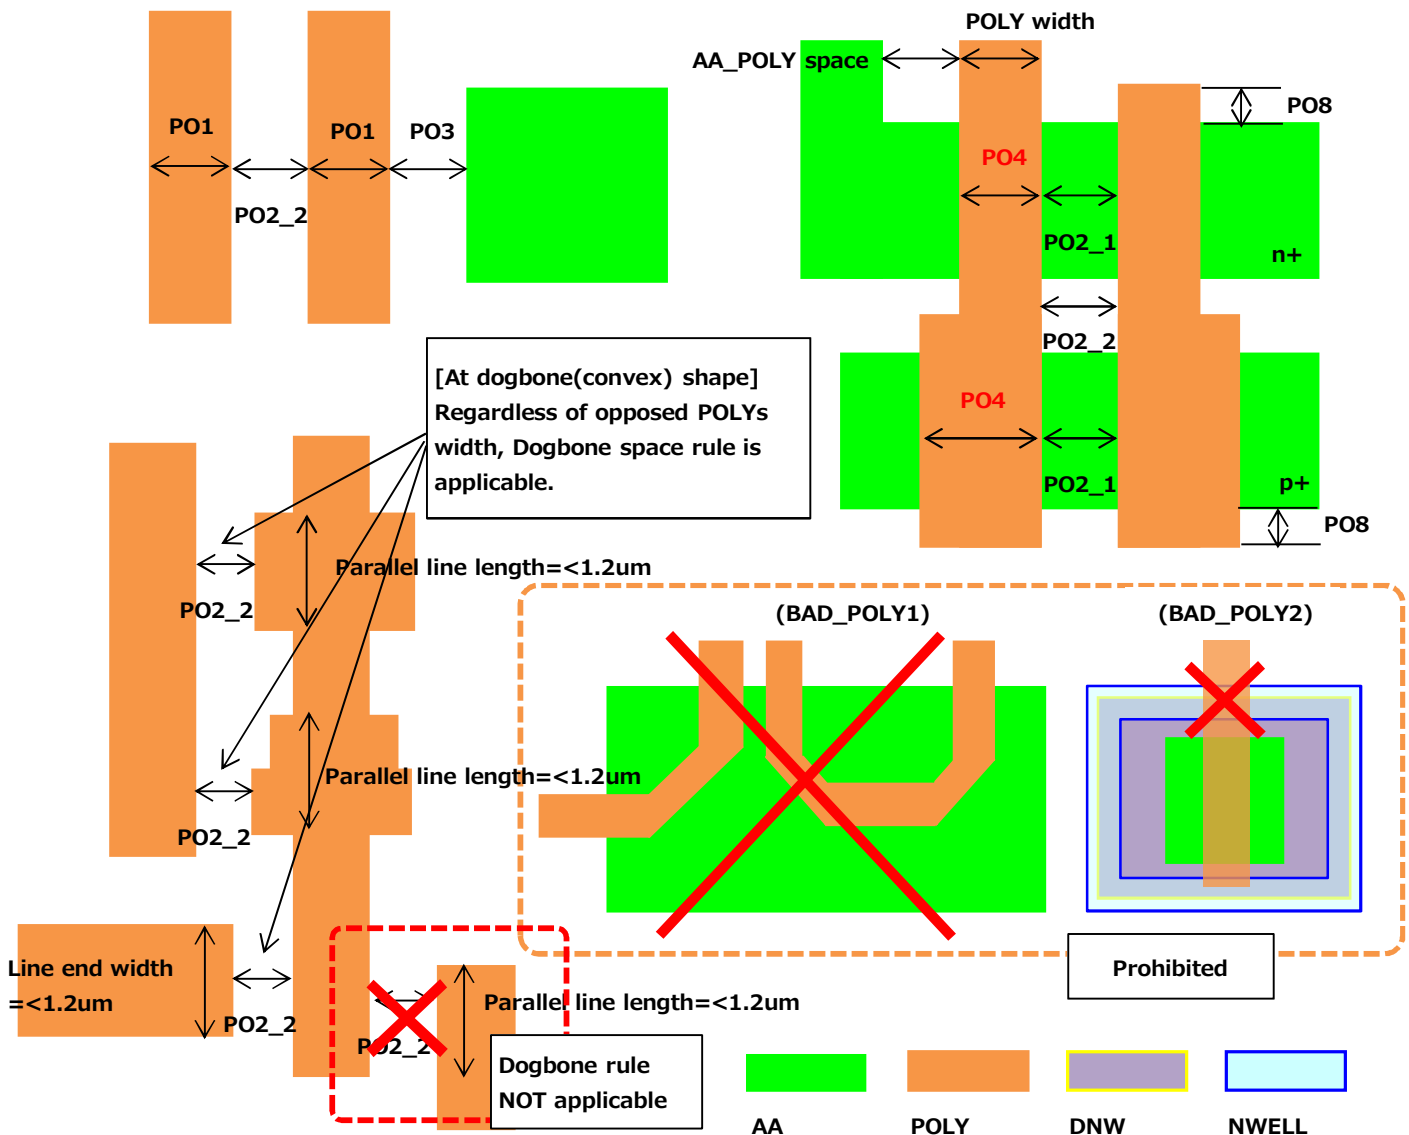 POLY width
AA_POLY space
PO8
PO1
PO1
PO3
PO4
PO2_2
PO2_1
n+
PO2_2
[At dogbone(convex) shape]
Regardless of opposed POLYs
width, Dogbone space rule is
applicable.
PO4
PO2_1
p+
PO8
Parallel line length=<1.2um
PO2_2
(BAD_POLY1)
(BAD_POLY2)
Parallel line length=<1.2um
PO2_2
Line end width
=<1.2um
PO2_2
Prohibited
Parallel line length=<1.2um
PO2_2
Dogbone rule
NOT applicable
AA
POLY
DNW
NWELL